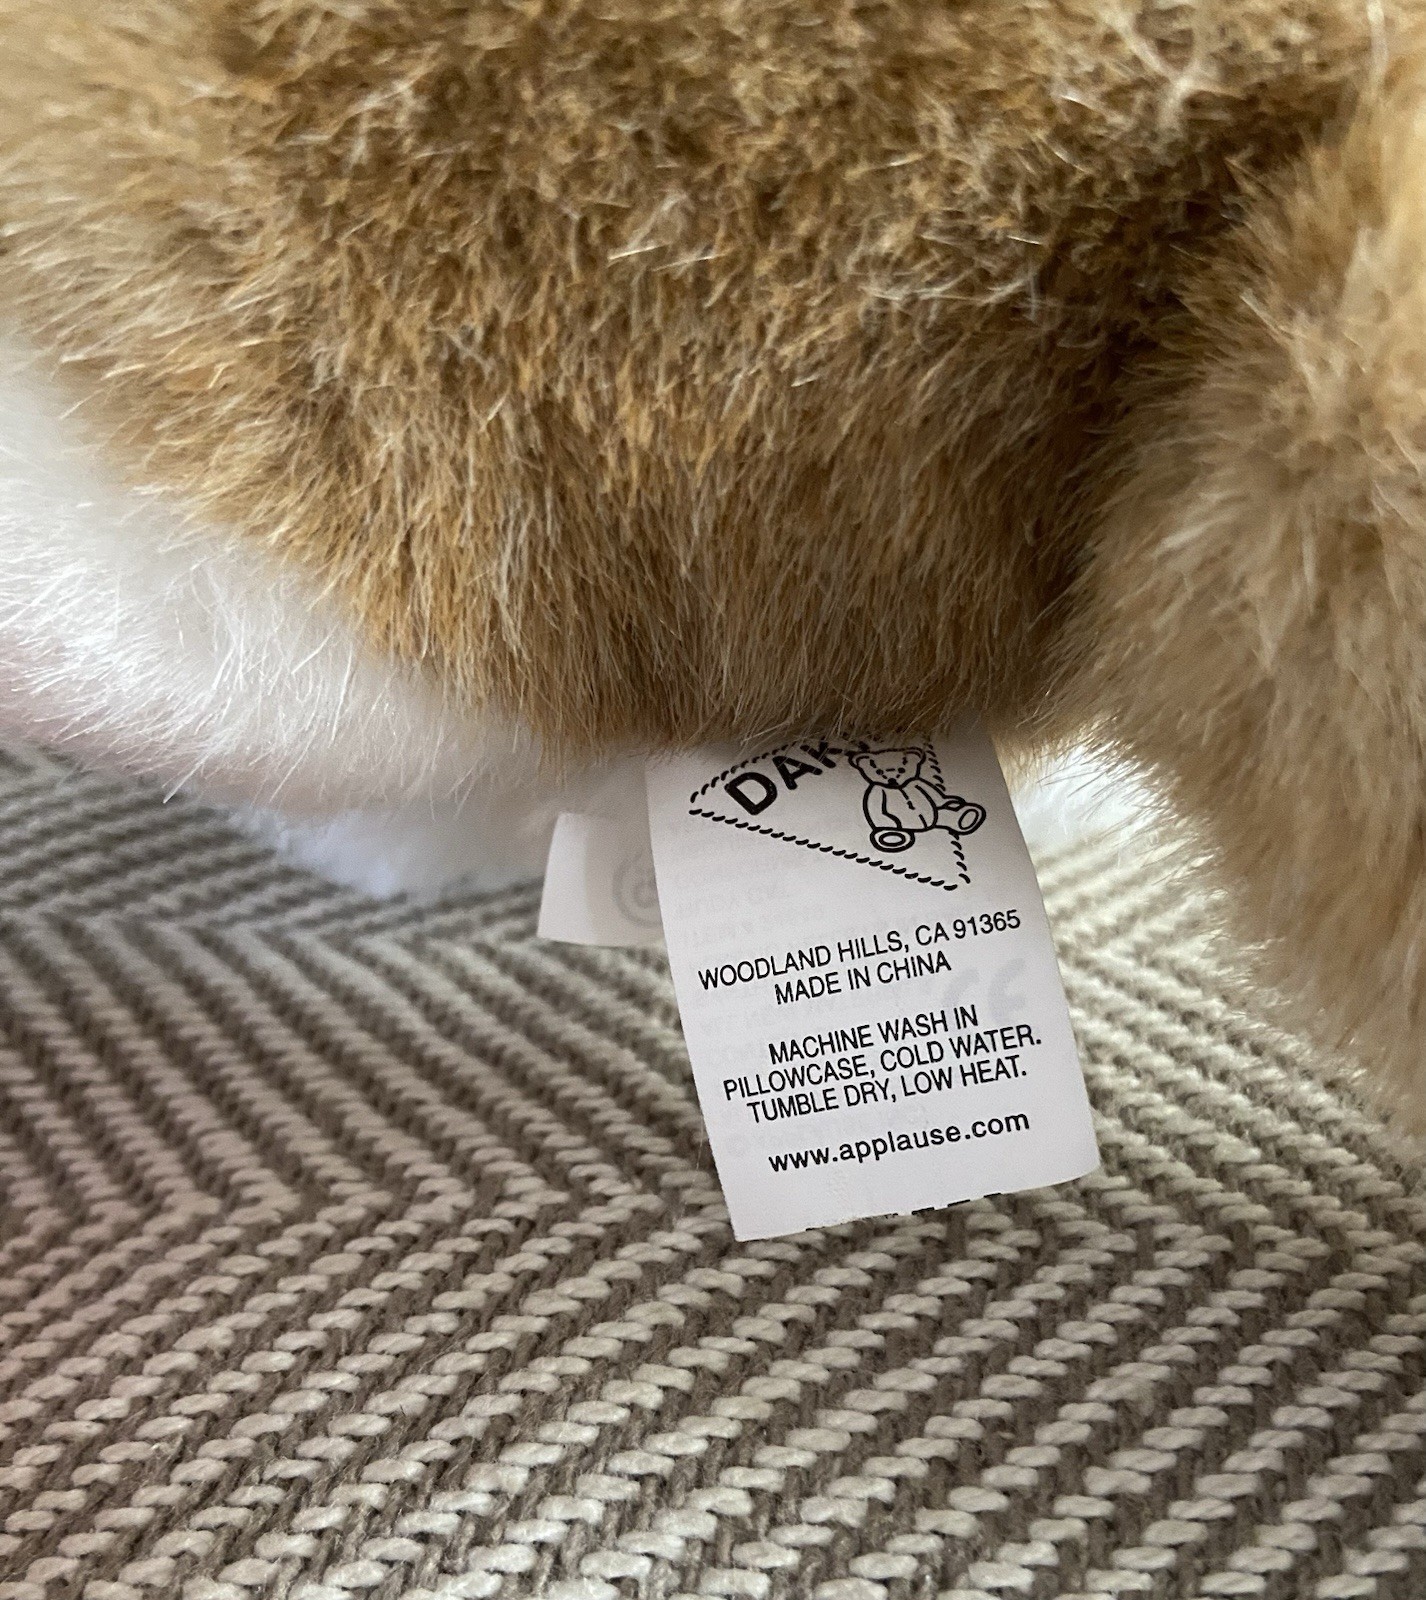 DAK
WOODLAND HILLS, CA 91365
MADE IN CHINA
MACHINE WASH IN
PILLOWCASE, COLD WATER.
TUMBLE DRY, LOW HEAT.
www.applause.com